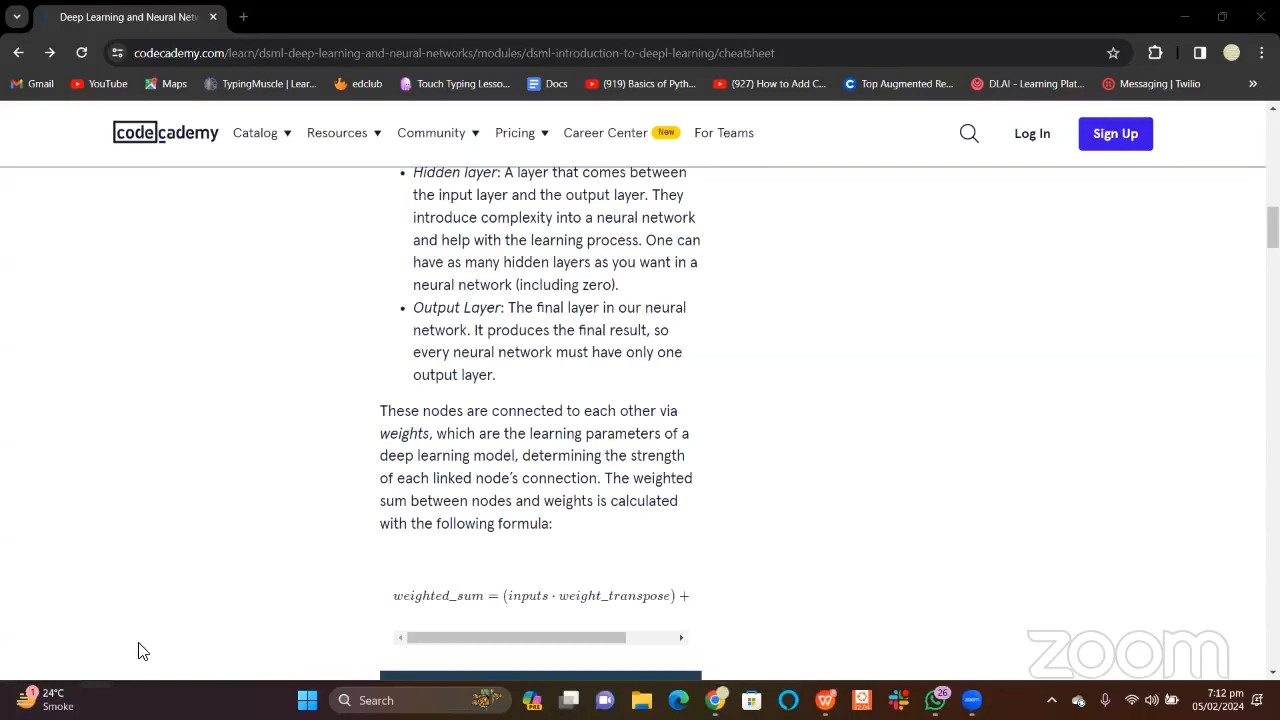 Deep Learning and Neural Net
codecademy.com/learn/dsml-deep-learning-and-neural-networks/modules/dsml-introduction-to-deepl-learning/cheatsheet
Gmail YouTube Maps TypingMuscle | Lear... edclub Touch Typing Lesso... Docs (919) Basics of Pyth... (927) How to Add C... Top Augmented Re... DLAI - Learning Plat... Messaging | Twilio »
codecademy Catalog Resources Community Pricing Career Center New For Teams Log In Sign Up
• Hidden layer: A layer that comes between
the input layer and the output layer. They
introduce complexity into a neural network
and help with the learning process. One can
have as many hidden layers as you want in a
neural network (including zero).
• Output Layer: The final layer in our neural
network. It produces the final result, so
every neural network must have only one
output layer.
These nodes are connected to each other via
weights, which are the learning parameters of a
deep learning model, determining the strength
of each linked node's connection. The weighted
sum between nodes and weights is calculated
with the following formula:
weighted_sum = (inputs · weight_transpose) +
zoom
1 24°C
Smoke
Search
26
7:12 pm
05/02/2024